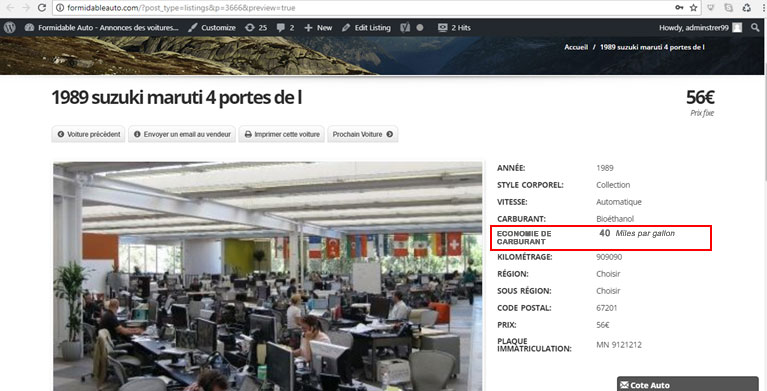 formidableauto.com/?post_type=listings&p=3666&preview=true
Formidable Auto - Annonces des voitures... Customize 25 2 New Edit Listing 2 Hits Howdy, adminstrer99
Accueil / 1989 suzuki maruti 4 portes de l
1989 suzuki maruti 4 portes de l 56€
Prix fixe
Voiture précédent Envoyer un email au vendeur Imprimer cette voiture Prochain Voiture
ANNÉE: 1989
STYLE CORPOREL: Collection
VITESSE: Automatique
CARBURANT: Bioéthanol
ECONOMIE DE 40 Miles par gallon
CARBURANT
KILOMÉTRAGE: 909090
RÉGION: Choisir
SOUS RÉGION: Choisir
CODE POSTAL: 67201
PRIX: 56€
PLAQUE
IMMATRICULATION: MN 9121212
Cote Auto